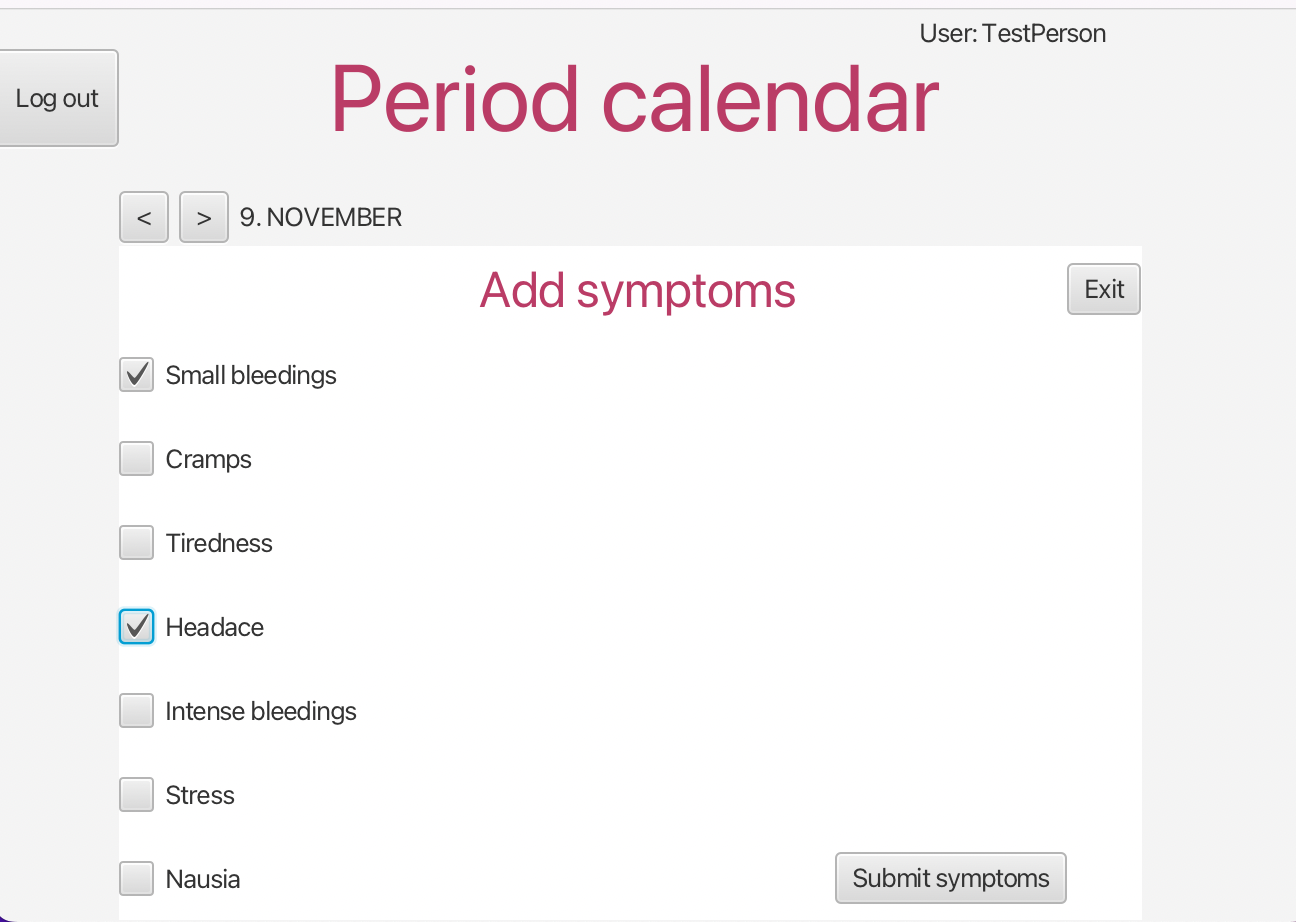 User: TestPerson
Log out
Period calendar
< > 9. NOVEMBER
Add symptoms
Exit
Small bleedings
Cramps
Tiredness
Headace
Intense bleedings
Stress
Nausia
Submit symptoms